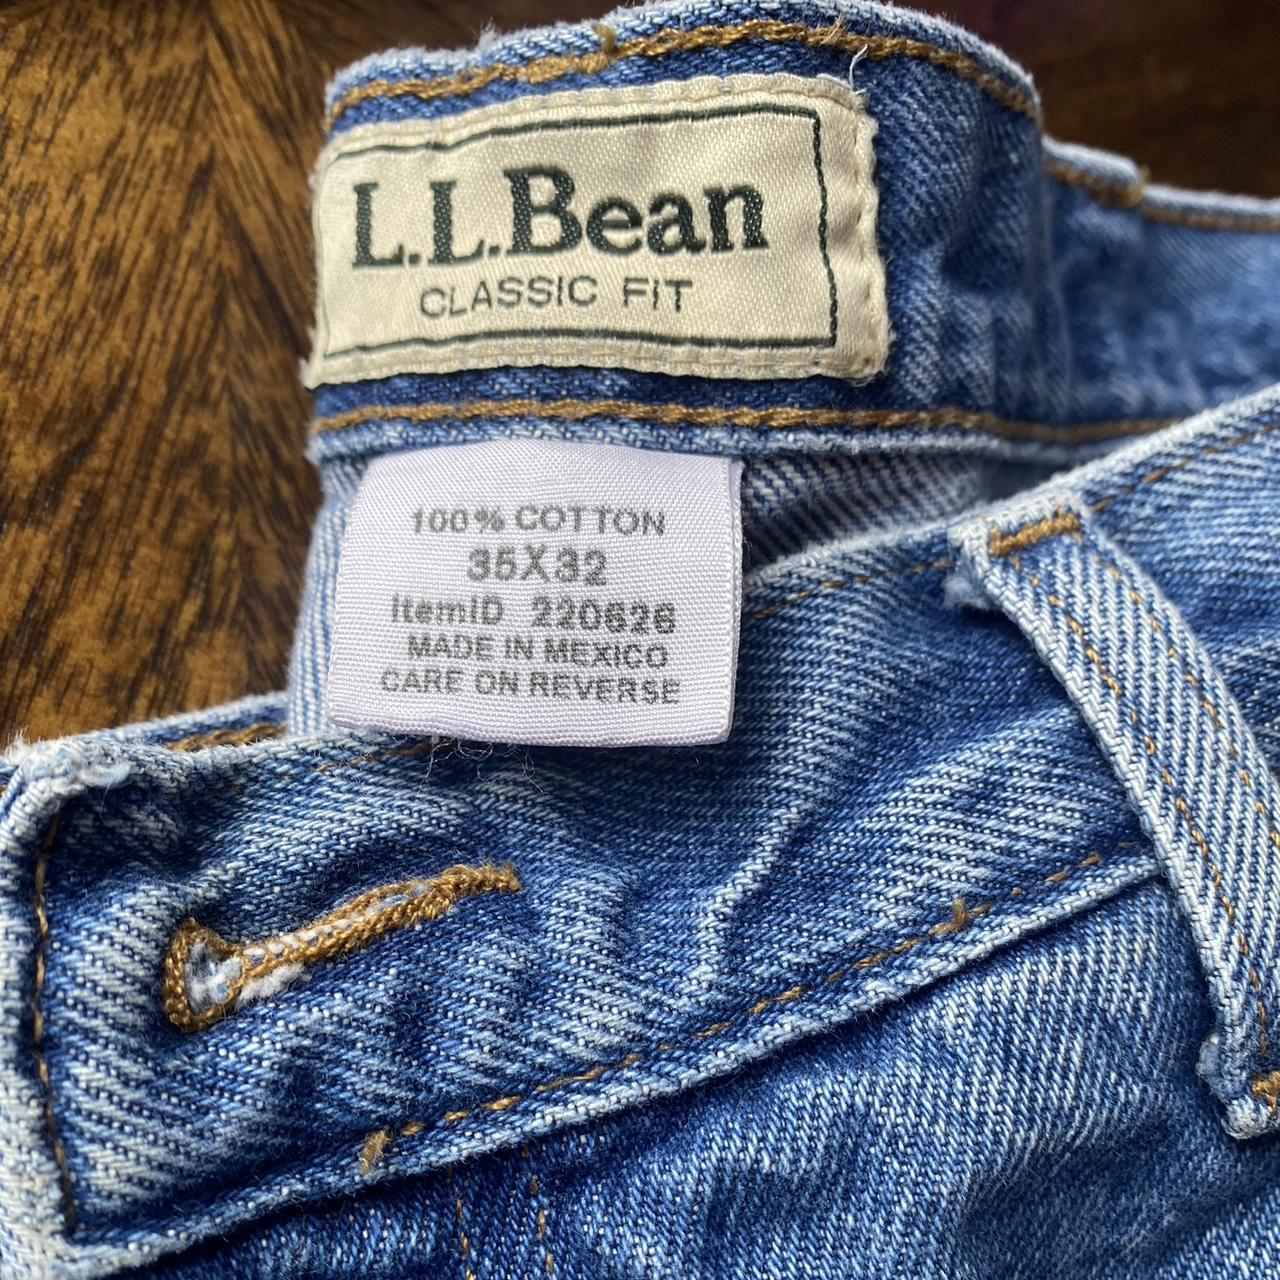 L.L.Bean
CLASSIC FIT
100% COTTON
35X32
itemID 220626
MADE IN MEXICO
CARE ON REVERSE